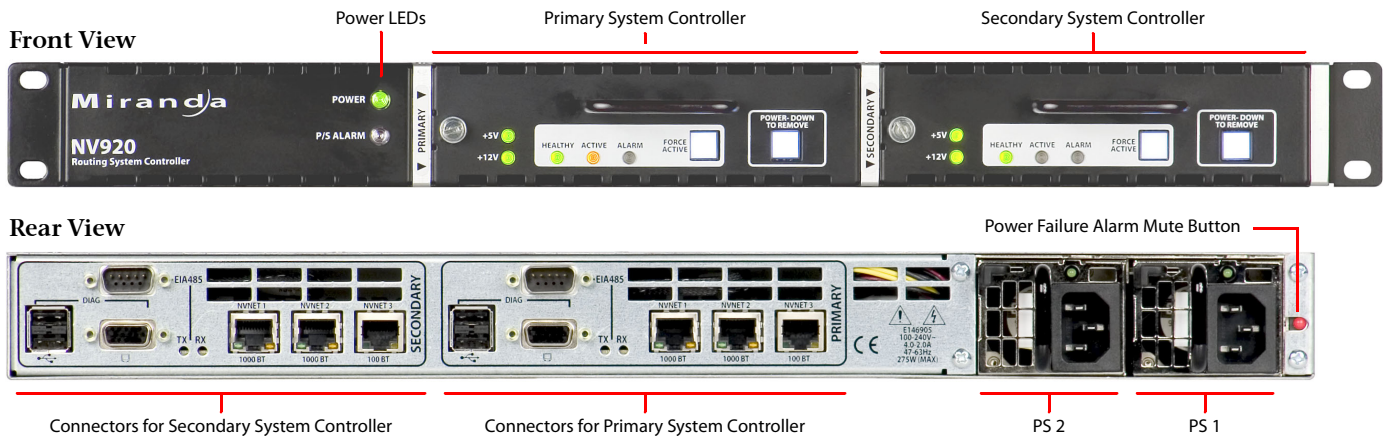 Power LEDs
Primary System Controller
Secondary System Controller
Front View
Miranda
NV920
Routing System Controller
POWER
P/S ALARM
PRIMARY
+5V
+12V
HEALTHY ACTIVE ALARM
FORCE
ACTIVE
POWER-DOWN
TO REMOVE
SECONDARY
+5V
+12V
HEALTHY ACTIVE ALARM
FORCE
ACTIVE
POWER-DOWN
TO REMOVE
Rear View
Power Failure Alarm Mute Button
DIAG
EIA485
TX RX
NVNET 1 NVNET 2 NVNET 3
1000 BT 1000 BT 100 BT
SECONDARY
DIAG
EIA485
TX RX
NVNET 1 NVNET 2 NVNET 3
1000 BT 1000 BT 100 BT
PRIMARY
CE
E146905
100-240V~
4.0-2.0A
47-63Hz
275W (MAX)
Connectors for Secondary System Controller
Connectors for Primary System Controller
PS 2
PS 1